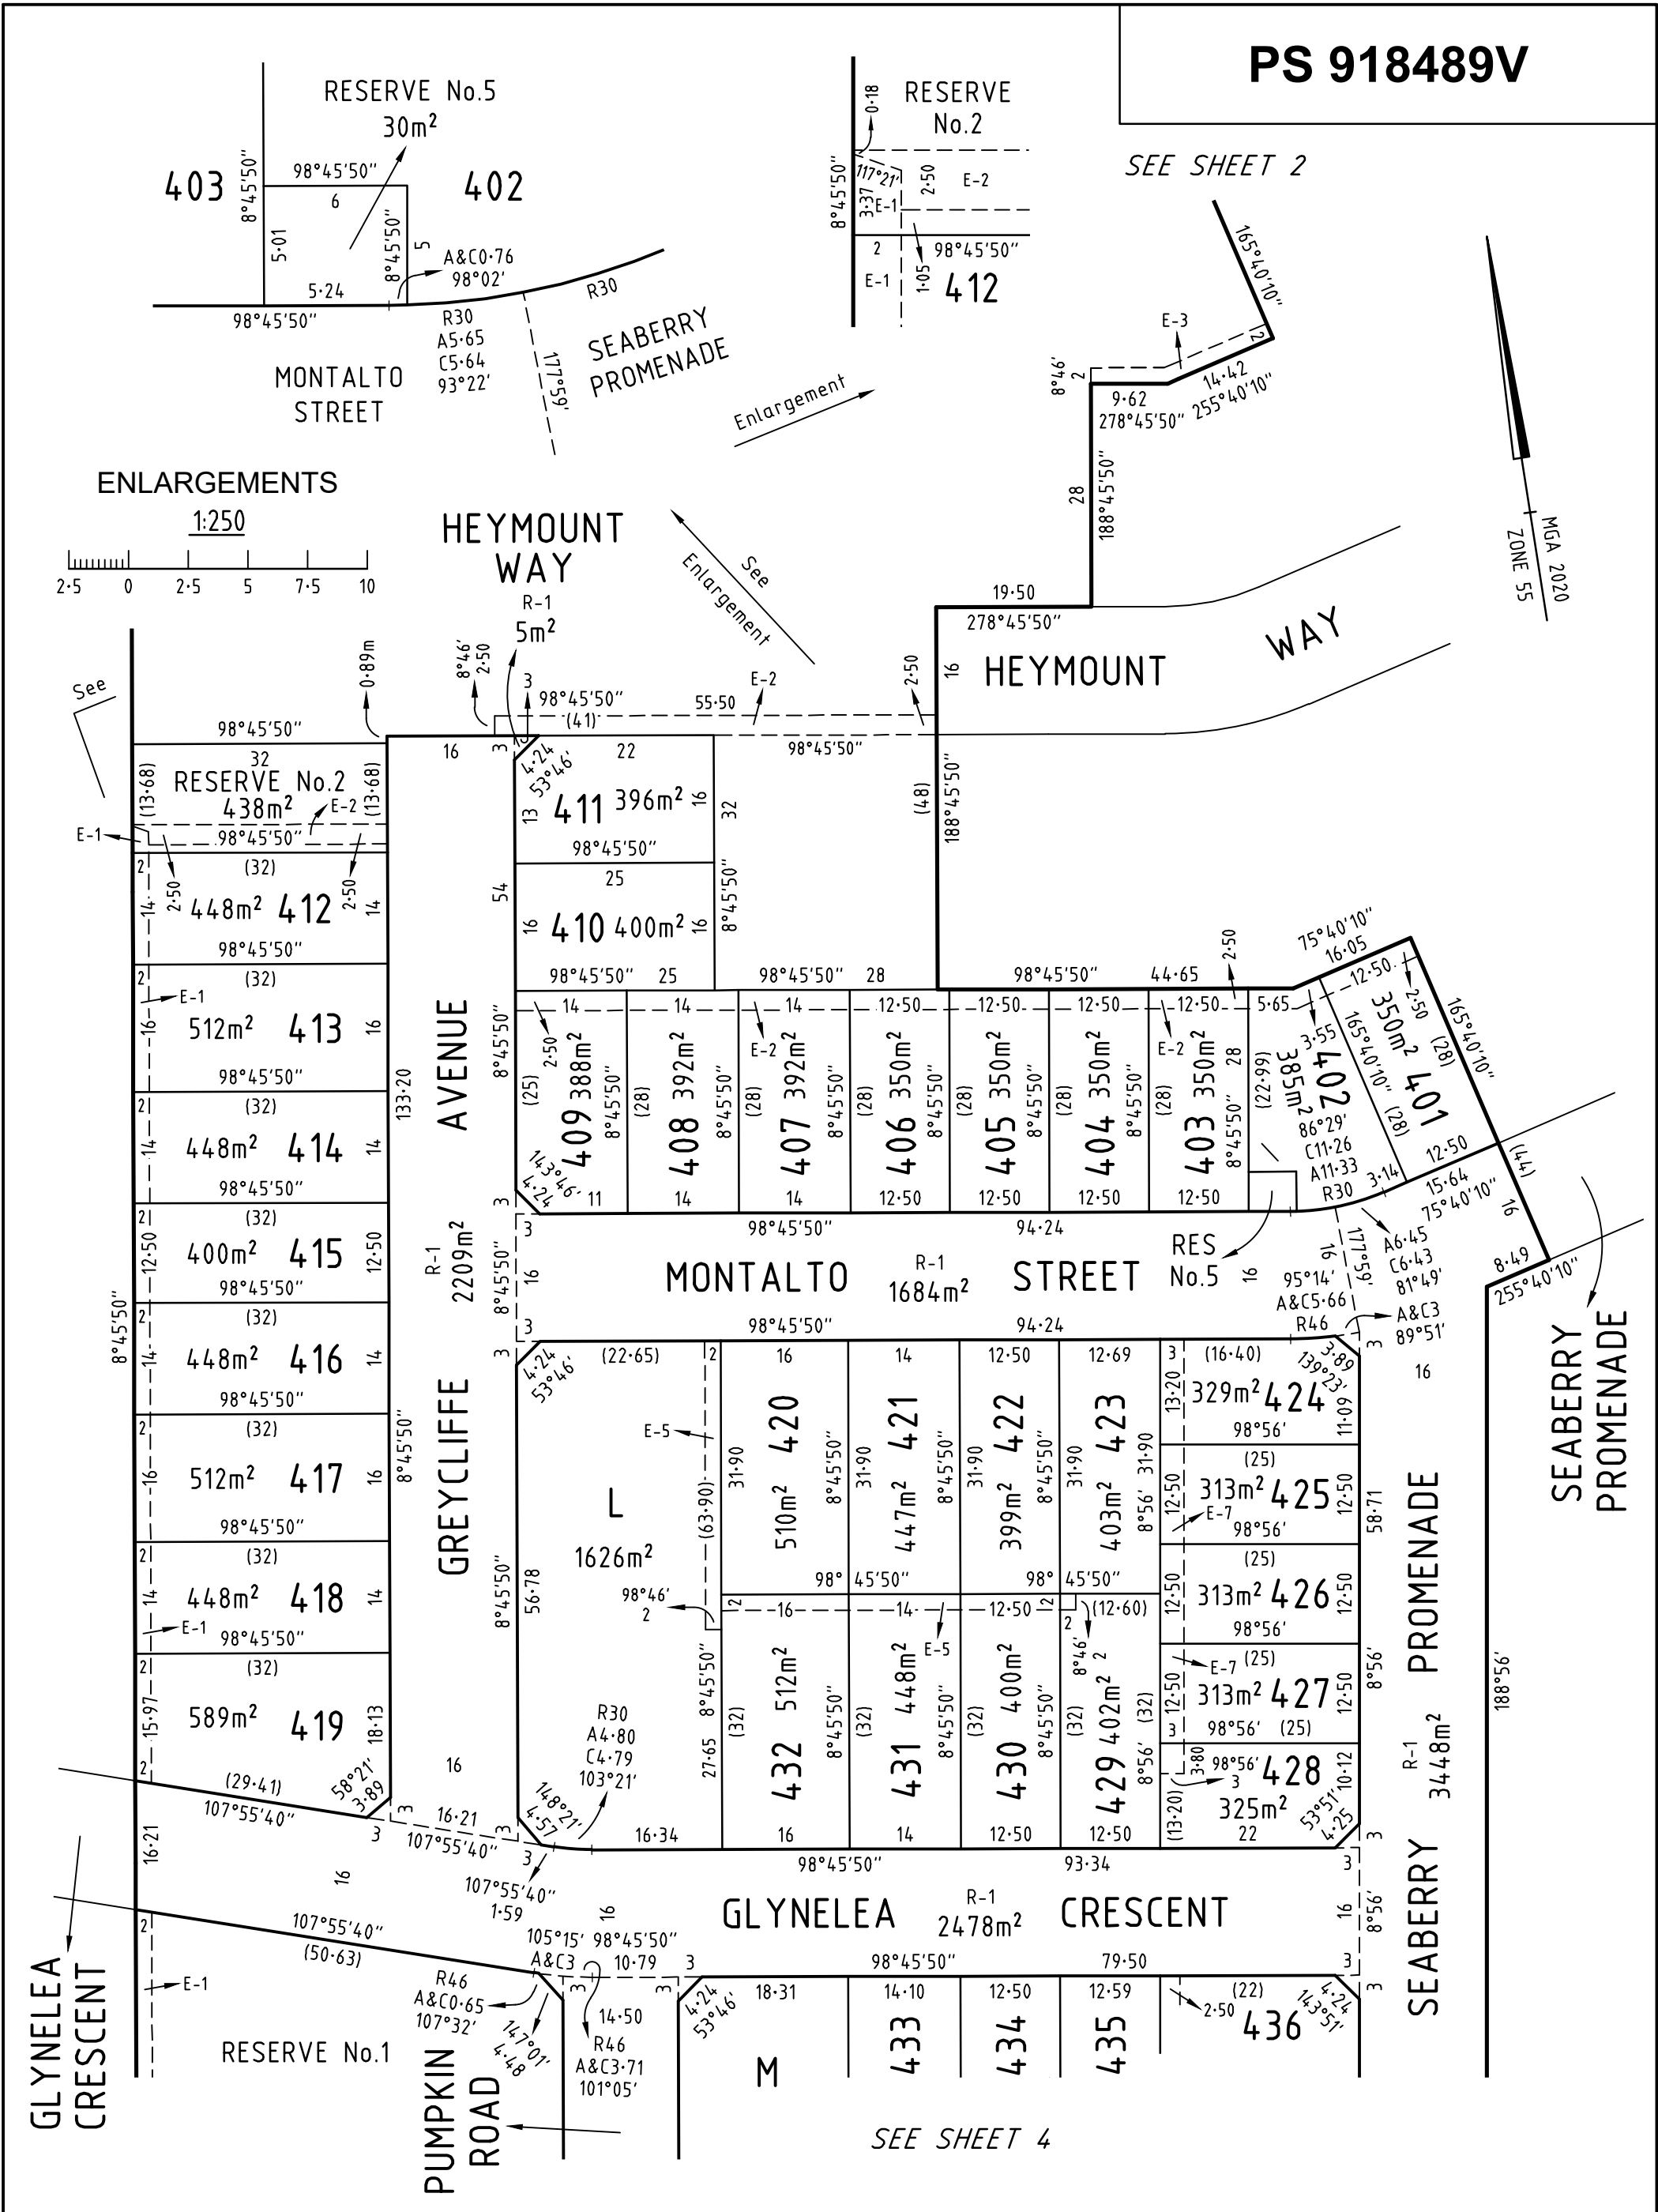 PS 918489V
SEE SHEET 2
RESERVE No.5
30m²
403
402
8°45'50"
98°45'50"
6
5·01
8°45'50"
5
A&C0·76
98°02'
5·24
98°45'50"
R30
A5·65
C5·64
93°22'
R30
177°59'
MONTALTO
STREET
SEABERRY
PROMENADE
0·18
RESERVE
No.2
8°45'50"
117°21'
2·50
E-2
3·37
E-1
2
98°45'50"
E-1
1·05
412
Enlargement
165°40'10"
E-3
2
8°46'
2
14·42
255°40'10"
9·62
278°45'50"
28
188°45'50"
MGA 2020
ZONE 55
ENLARGEMENTS
1:250
2·5 0 2·5 5 7·5 10
HEYMOUNT
WAY
R-1
5m²
See
Enlargement
19·50
278°45'50"
HEYMOUNT
WAY
16
2·50
See
0·89m
8°46'
2·50
3
98°45'50"
(41)
55·50
E-2
98°45'50"
98°45'50"
32
RESERVE No.2
438m²
E-2
(13·68)
(13·68)
E-1
98°45'50"
16
3
3
4·24
53°46'
22
13
411 396m²
16
32
98°45'50"
25
54
16
410 400m²
16
8°45'50"
(48)
188°45'50"
2
(32)
14
2·50
448m² 412
2·50
14
98°45'50"
2
(32)
E-1
16
512m² 413
16
98°45'50"
2
(32)
14
448m² 414
14
98°45'50"
2
(32)
12·50
400m² 415
12·50
98°45'50"
2
(32)
14
448m² 416
14
98°45'50"
2
(32)
16
512m² 417
16
98°45'50"
2
(32)
14
448m² 418
14
E-1
98°45'50"
2
(32)
15·97
589m² 419
18·13
2
(29·41)
107°55'40"
58°21'
3·89
8°45'50"
133·20
8°45'50"
GREYCLIFFE
AVENUE
R-1
2209m²
98°45'50" 25
98°45'50" 28
98°45'50" 44·65
2·50
75°40'10"
16·05
14
14
14
12·50
12·50
12·50
12·50
5·65
12·50
8°45'50"
(25)
2·50
409 388m²
8°45'50"
(28)
408 392m²
8°45'50"
(28)
E-2
407 392m²
8°45'50"
(28)
406 350m²
8°45'50"
(28)
405 350m²
8°45'50"
(28)
404 350m²
8°45'50"
(28)
E-2
403 350m²
8°45'50" 28
(22·99)
3·55
402
385m²
86°29'
C11·26
A11·33
R30
165°40'10" (28)
350m² 401
2·50
(28)
165°40'10"
143°46'
4·24
3
11
14
14
12·50
12·50
12·50
12·50
3·14
12·50
15·64
75°40'10"
(44)
16
8·49
255°40'10"
3
98°45'50"
94·24
8°45'50"
16
MONTALTO
STREET
R-1
1684m²
RES
No.5
16
16
177°59'
A6·45
C6·43
81°49'
95°14'
A&C5·66
R46
A&C3
89°51'
3
3
98°45'50"
94·24
3
16
SEABERRY
PROMENADE
4·24
53°46'
(22·65)
2
16
14
12·50
12·69
3
(16·40)
3·89
139°23'
E-5
L
1626m²
(63·90)
98°46'
2
8°45'50"
56·78
31·90
510m² 420
8°45'50"
31·90
447m² 421
8°45'50"
31·90
399m² 422
8°45'50"
31·90
403m² 423
8°56' 31·90
13·20
329m² 424
11·09
98°56'
(25)
12·50
313m² 425
12·50
E-7
98°56'
(25)
12·50
313m² 426
12·50
98°56'
(25)
E-7
12·50
313m² 427
12·50
3
98°56' (25)
3·80
98°56'
3
428
10·12
325m²
(13·20)
22
53°51'
4·25
58·71
8°56'
98°45'50"
98°45'50"
2
16
14
12·50
2
(12·60)
2
8°46'
2
E-5
8°45'50"
27·65
(32)
432 512m²
8°45'50"
(32)
431 448m²
8°45'50"
(32)
430 400m²
8°45'50"
(32)
429 402m²
8°56' (32)
R30
A4·80
C4·79
103°21'
148°21'
4·57
16·34
16
14
12·50
12·50
SEABERRY PROMENADE
R-1
3448m²
188°56'
16
3
16·21
3
3
107°55'40"
3
107°55'40"
1·59
98°45'50"
93·34
3
3
16·21
16
GLYNELEA
CRESCENT
R-1
2478m²
16
8°56'
3
3
2
107°55'40"
(50·63)
E-1
16
105°15'
A&C3
98°45'50"
10·79
3
98°45'50"
79·50
R46
A&C0·65
107°32'
147°01'
4·48
3
14·50
3
R46
A&C3·71
101°05'
4·24
53°46'
18·31
14·10
12·50
12·59
(22)
2·50
4·24
143°51'
M
433
434
435
436
RESERVE No.1
GLYNELEA
CRESCENT
PUMPKIN
ROAD
SEE SHEET 4